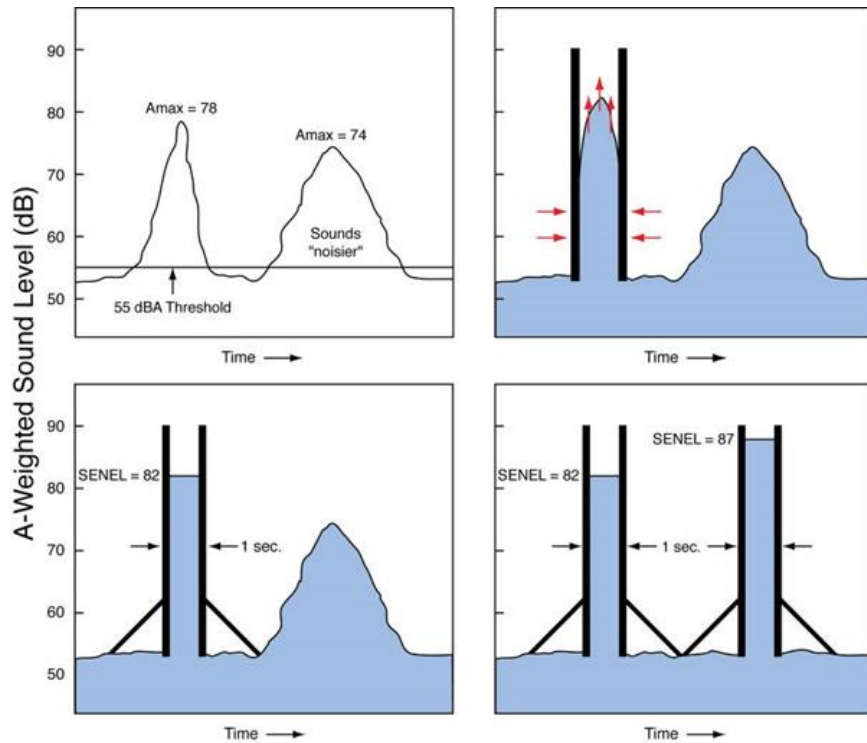 A-Weighted Sound Level (dB)
90
80
70
60
50
Amax = 78
Amax = 74
Sounds
"noisier"
55 dBA Threshold
Time
Time
90
80
70
60
50
SENEL = 82
1 sec.
Time
SENEL = 82
SENEL = 87
1 sec.
Time